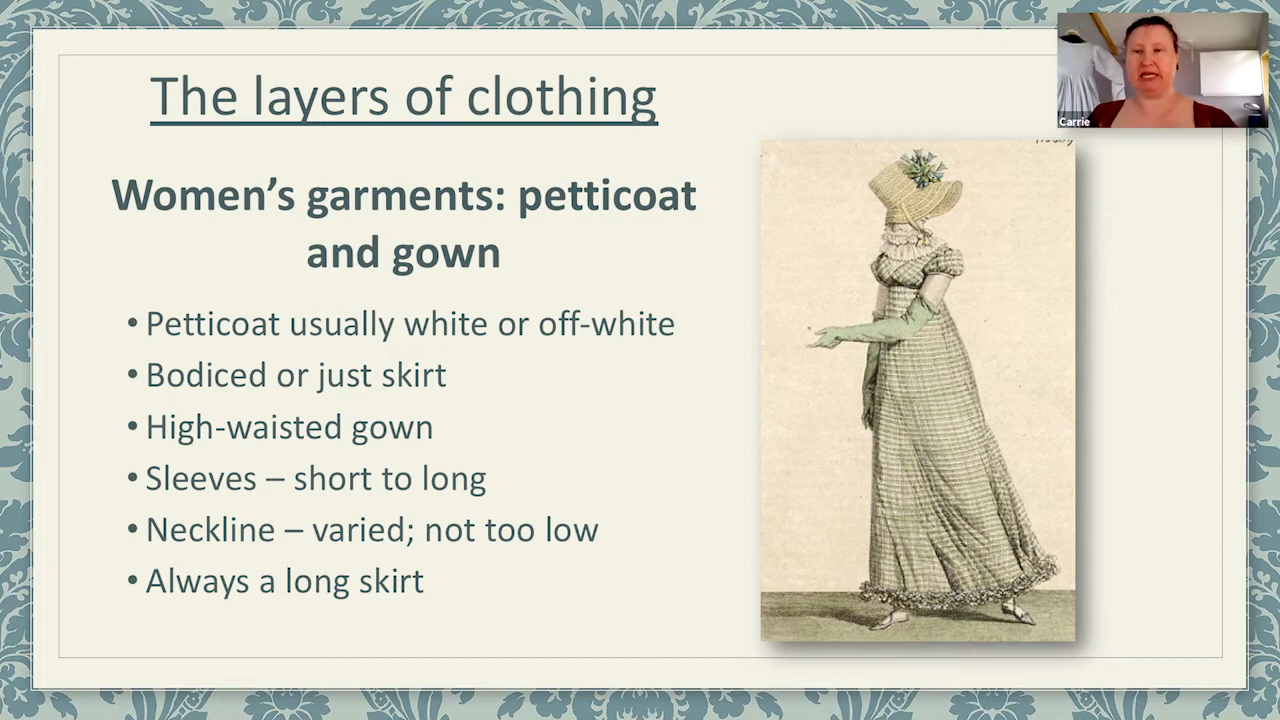 The layers of clothing
Carrie
Women’s garments: petticoat
and gown
• Petticoat usually white or off-white
• Bodiced or just skirt
• High-waisted gown
• Sleeves – short to long
• Neckline – varied; not too low
• Always a long skirt